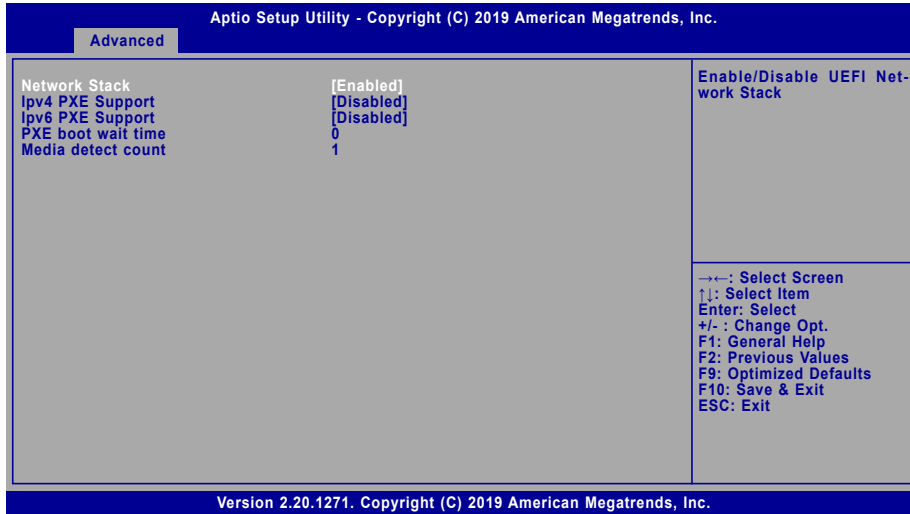 Aptio Setup Utility - Copyright (C) 2019 American Megatrends, Inc.
Advanced
Network Stack [Enabled]
Ipv4 PXE Support [Disabled]
Ipv6 PXE Support [Disabled]
PXE boot wait time 0
Media detect count 1
Enable/Disable UEFI Net-
work Stack
→←: Select Screen
↑↓: Select Item
Enter: Select
+/- : Change Opt.
F1: General Help
F2: Previous Values
F9: Optimized Defaults
F10: Save & Exit
ESC: Exit
Version 2.20.1271. Copyright (C) 2019 American Megatrends, Inc.